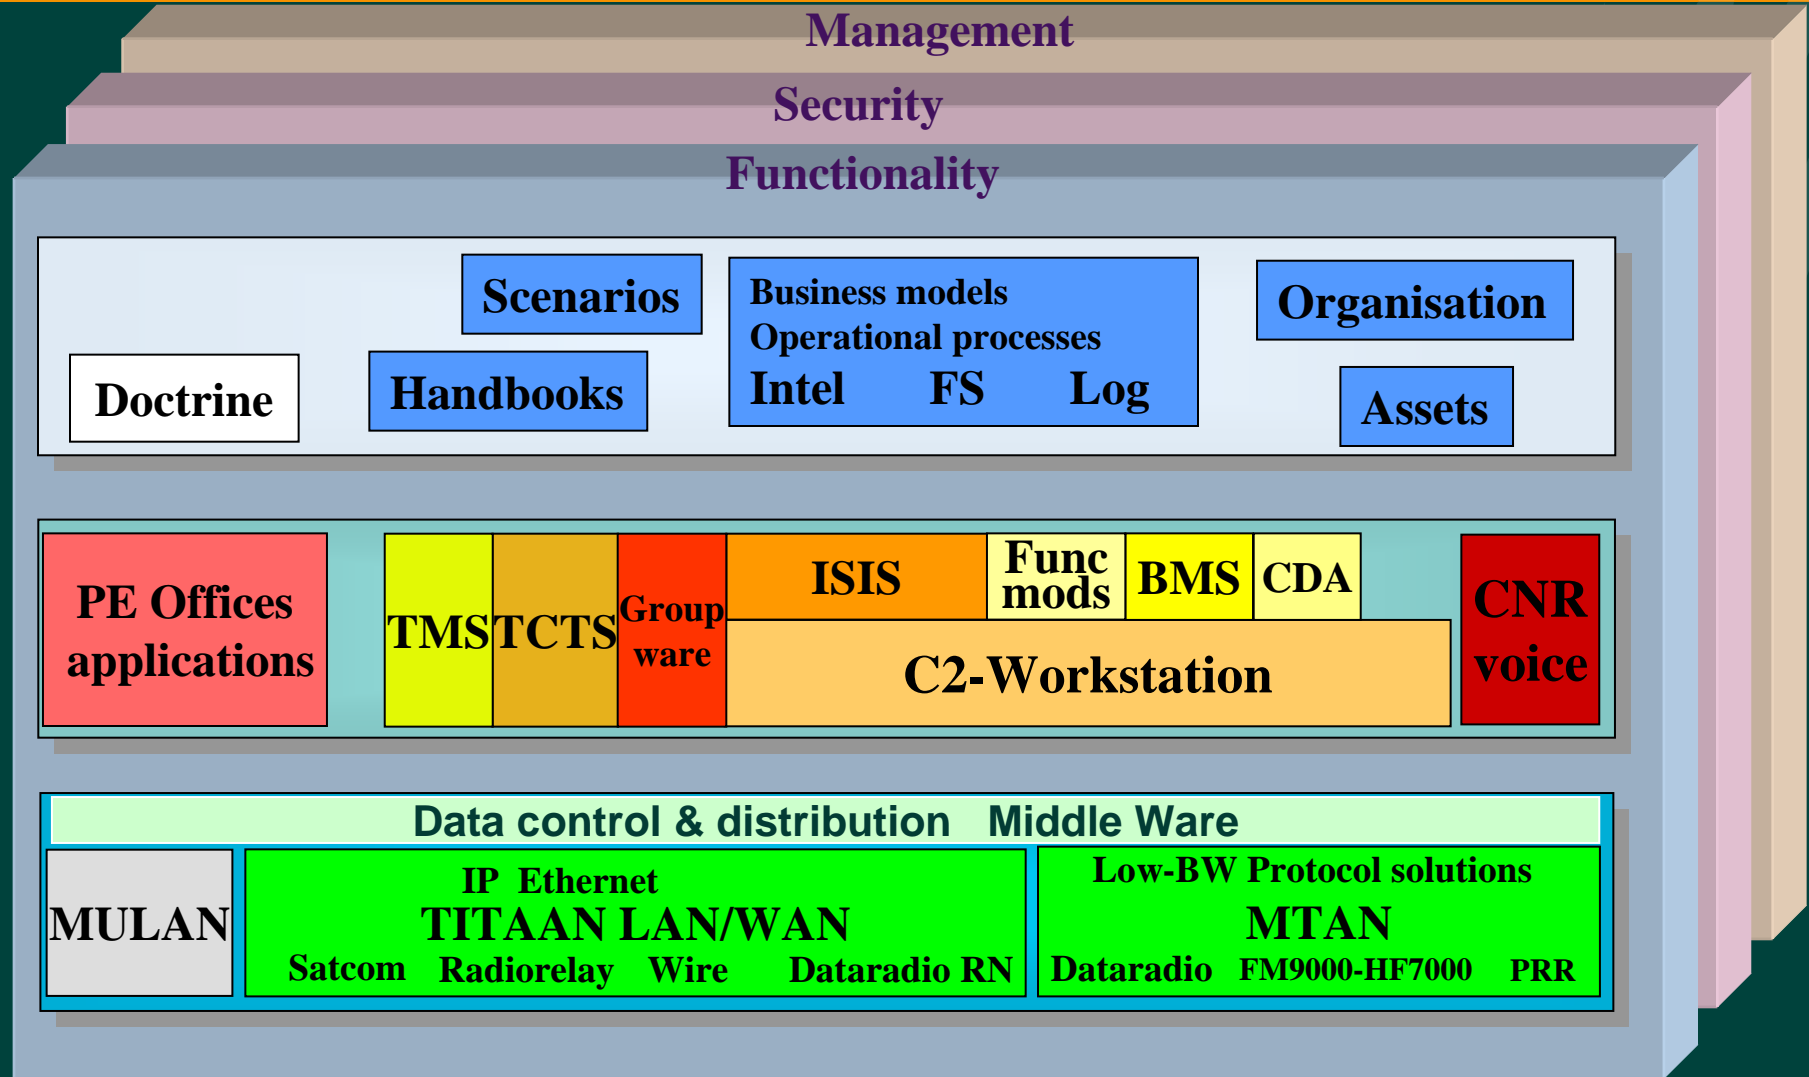 Management
Security
Functionality
Scenarios
Business models
Operational processes
Intel FS Log
Organisation
Doctrine
Handbooks
Assets
PE Offices
applications
TMS
TCTS
Group
ware
ISIS
Func
mods
BMS
CDA
C2-Workstation
CNR
voice
Data control & distribution Middle Ware
MULAN
IP Ethernet
TITAAN LAN/WAN
Satcom Radiorelay Wire Dataradio RN
Low-BW Protocol solutions
MTAN
Dataradio FM9000-HF7000 PRR